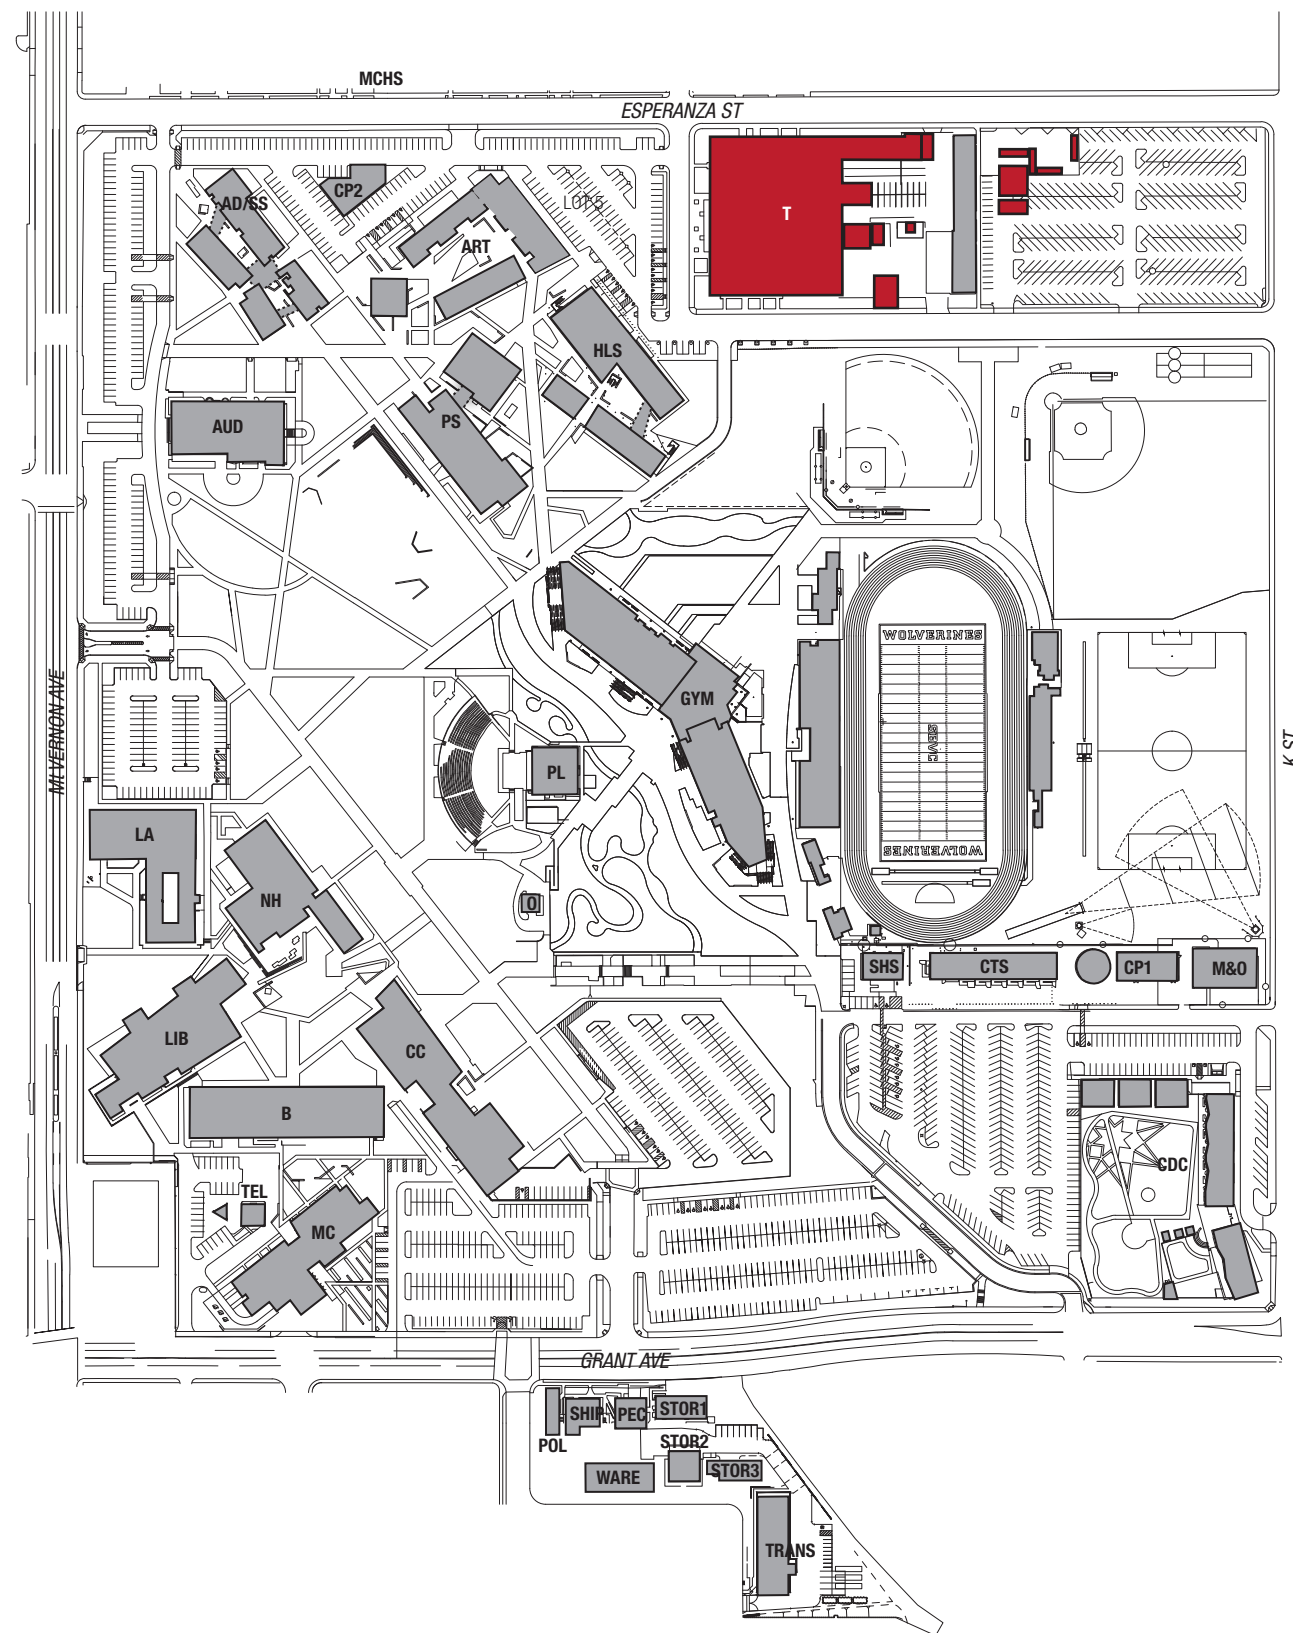 MCHS
ESPERANZA ST
CP2
AD/SS
LOT 5
T
ART
HLS
AUD
PS
WOLVERINES
GYM
SBVC
MT.VERNON AVE
K ST
PL
LA
WOLVERINES
NH
O
SHS
CTS
CP1
M&O
LIB
CC
B
CDC
TEL
MC
GRANT AVE
SHIP
PEC
STOR1
POL
STOR2
WARE
STOR3
TRANS